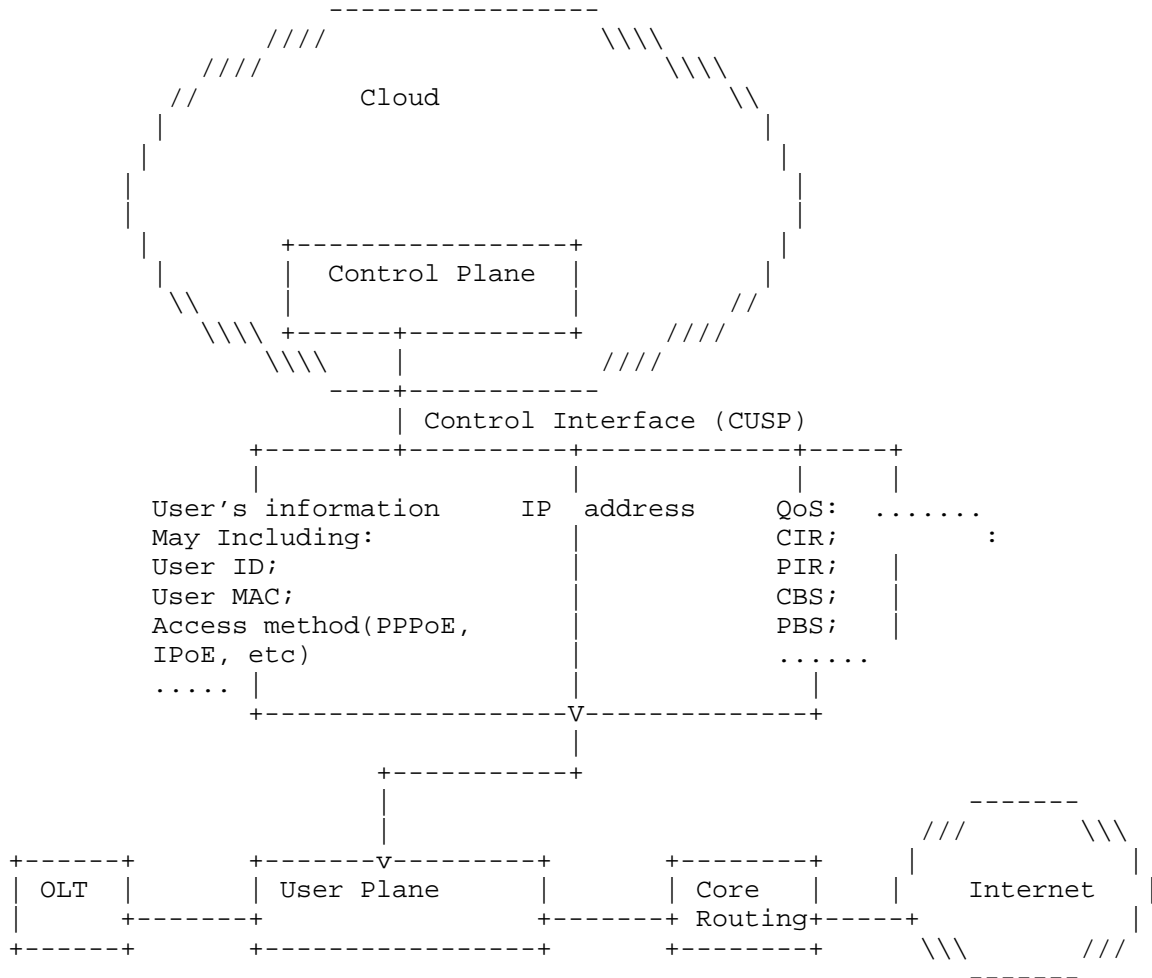 Cloud
Control Plane
Control Interface (CUSP)
User's information IP address QoS: .......
May Including: CIR; :
User ID; PIR;
User MAC; CBS;
Access method(PPPoE, PBS;
IPoE, etc) ......
.....
OLT User Plane Core Internet
Routing